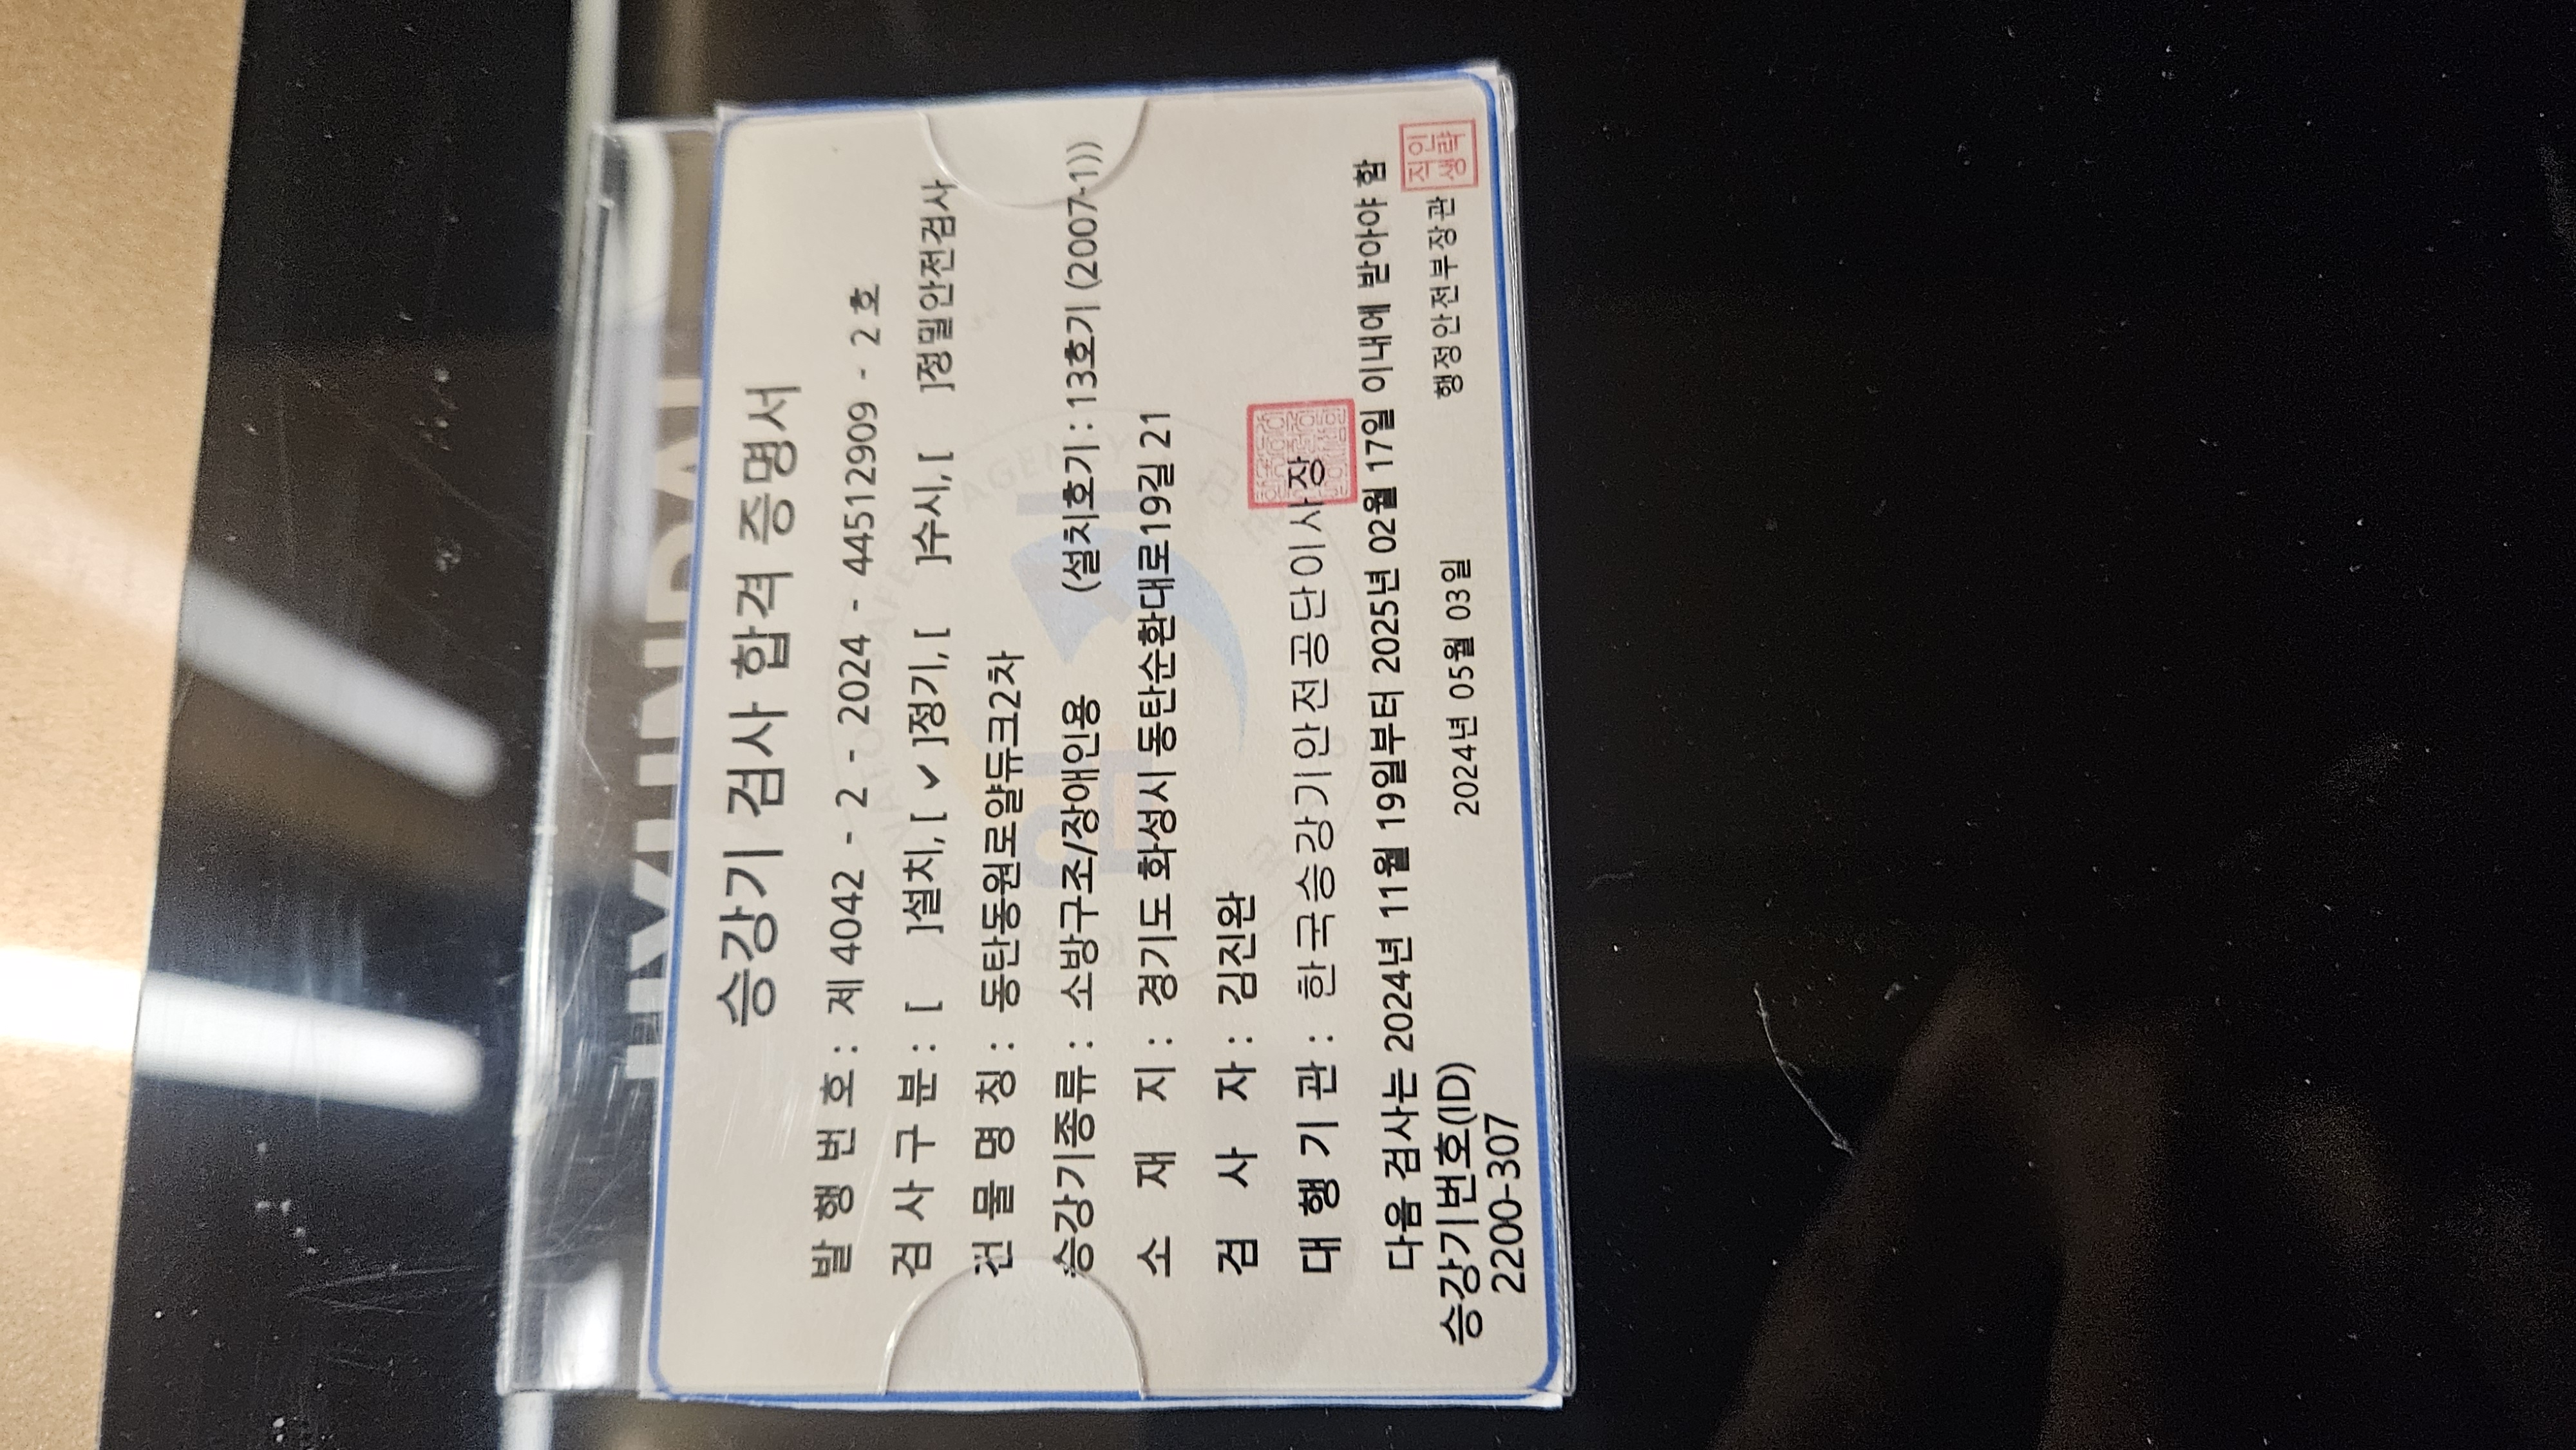 승강기 검사 합격 증명서
발 행 번 호 : 제 4042 - 2 - 2024 - 44512909 - 2 호
검 사 구 분 : [ ]설치, [ ✔ ]정기, [ ]수시, [ ]정밀안전검사
건 물 명 칭 : 동탄동원로얄듀크2차
승강기종류 : 소방구조/장애인용 (설치호기 : 13호기 (2007-1))
소 재 지 : 경기도 화성시 동탄순환대로19길 21
검 사 자 : 김진완
대 행 기 관 : 한국승강기안전공단이사장
다음 검사는 2024년 11월 19일부터 2025년 02월 17일 이내에 받아야 함
승강기번호(ID)
2200-307
2024년 05월 03일
행정안전부장관
직인
생략
HYUNDAI